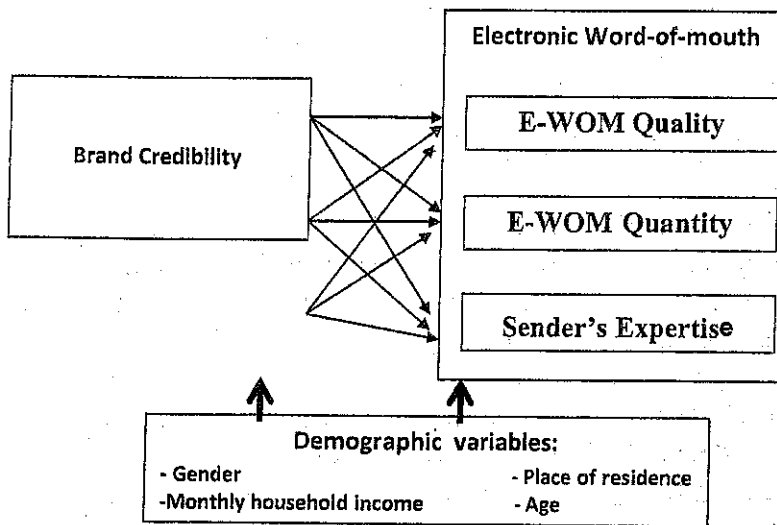 Electronic Word-of-mouth
Brand Credibility
E-WOM Quality
E-WOM Quantity
Sender's Expertise
Demographic variables:
- Gender
- Place of residence
-Monthly household income
- Age